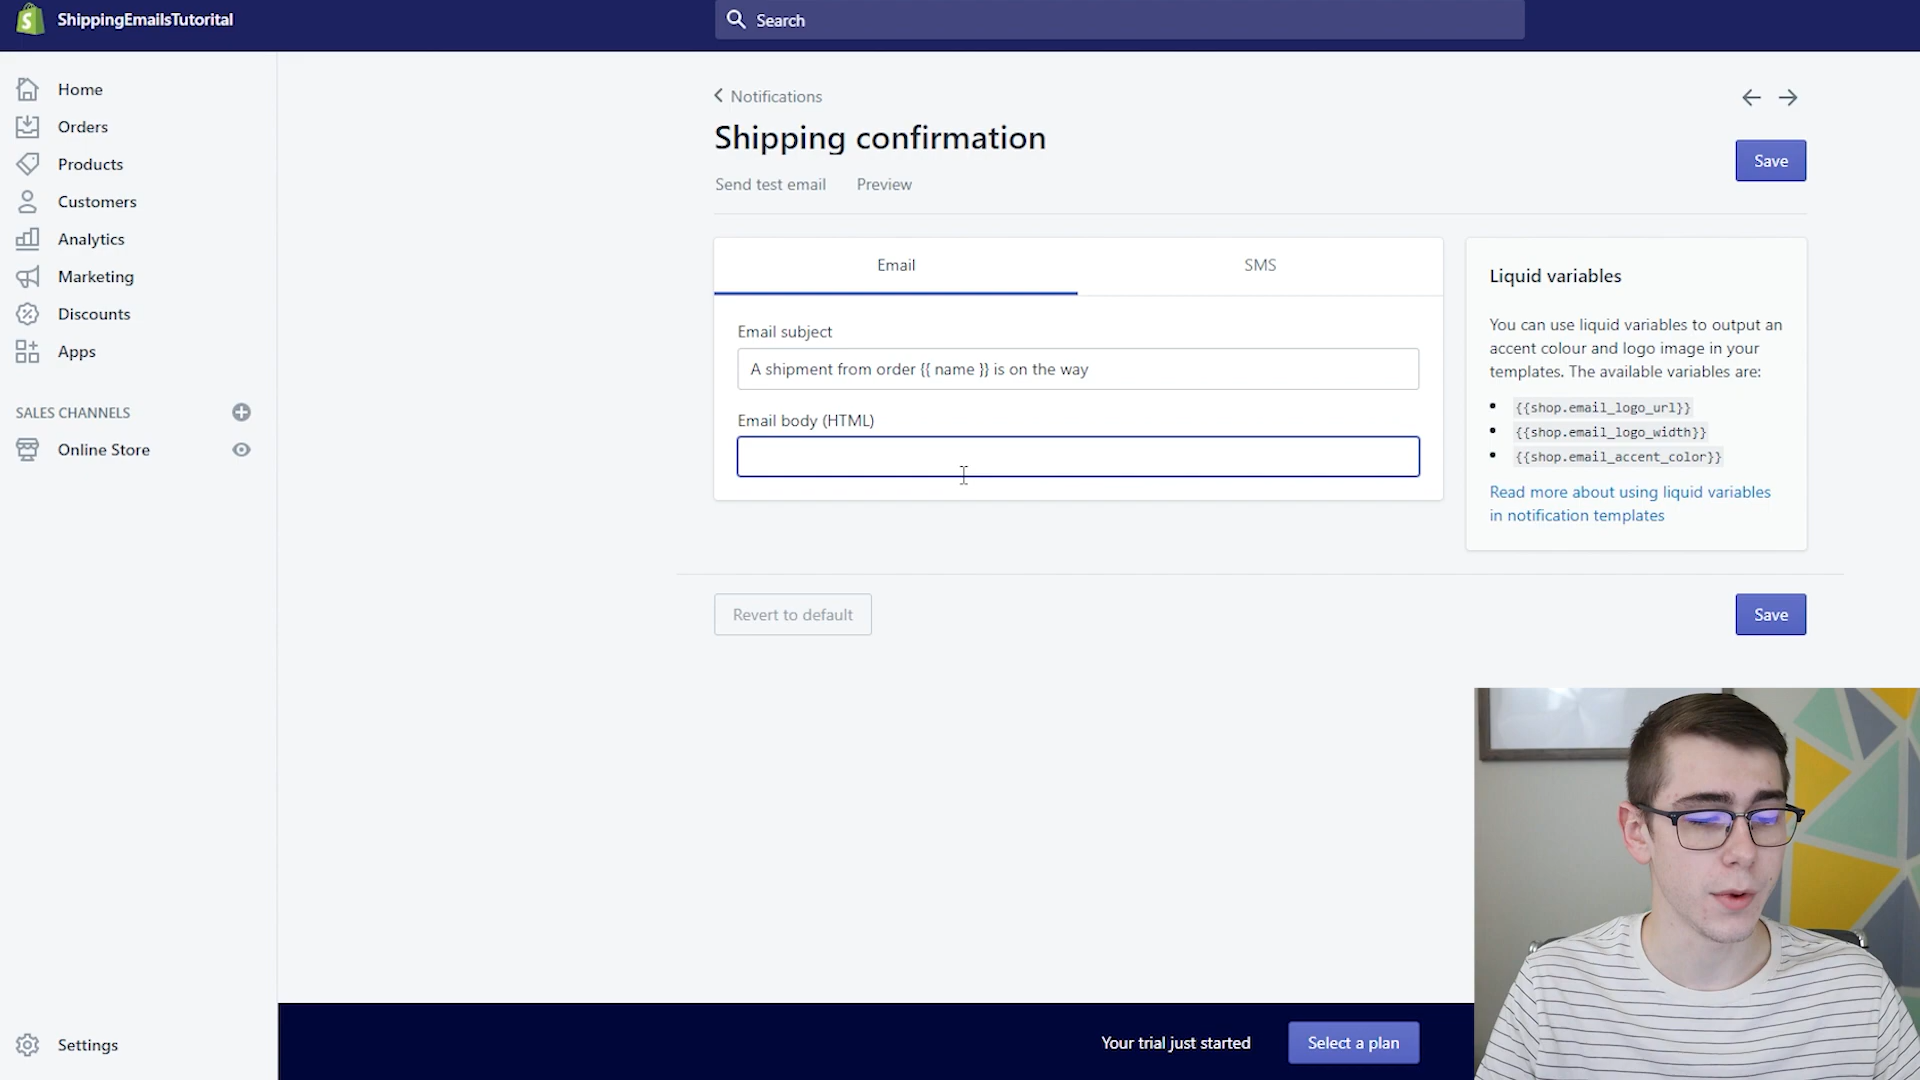 ShippingEmailsTutorital
Search
Home
Orders
Products
Customers
Analytics
Marketing
Discounts
Apps
SALES CHANNELS
Online Store
Settings
Notifications
Shipping confirmation
Send test email
Preview
Save
Email
SMS
Email subject
A shipment from order {{ name }} is on the way
Email body (HTML)
Liquid variables
You can use liquid variables to output an
accent colour and logo image in your
templates. The available variables are:
{{shop.email_logo_url}}
{{shop.email_logo_width}}
{{shop.email_accent_color}}
Read more about using liquid variables
in notification templates
Revert to default
Save
Your trial just started
Select a plan